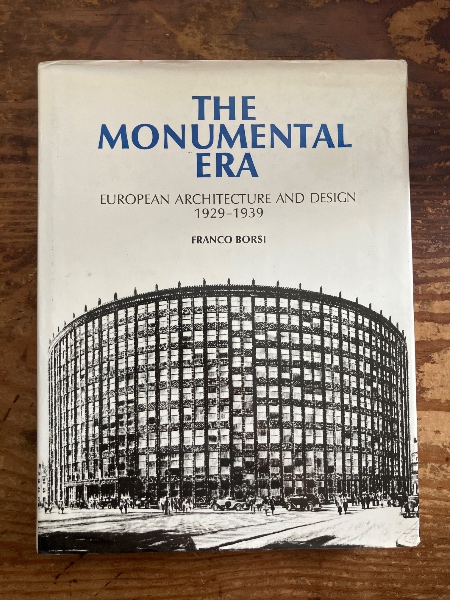 THE
MONUMENTAL
ERA
EUROPEAN ARCHITECTURE AND DESIGN
1929–1939
FRANCO BORSI